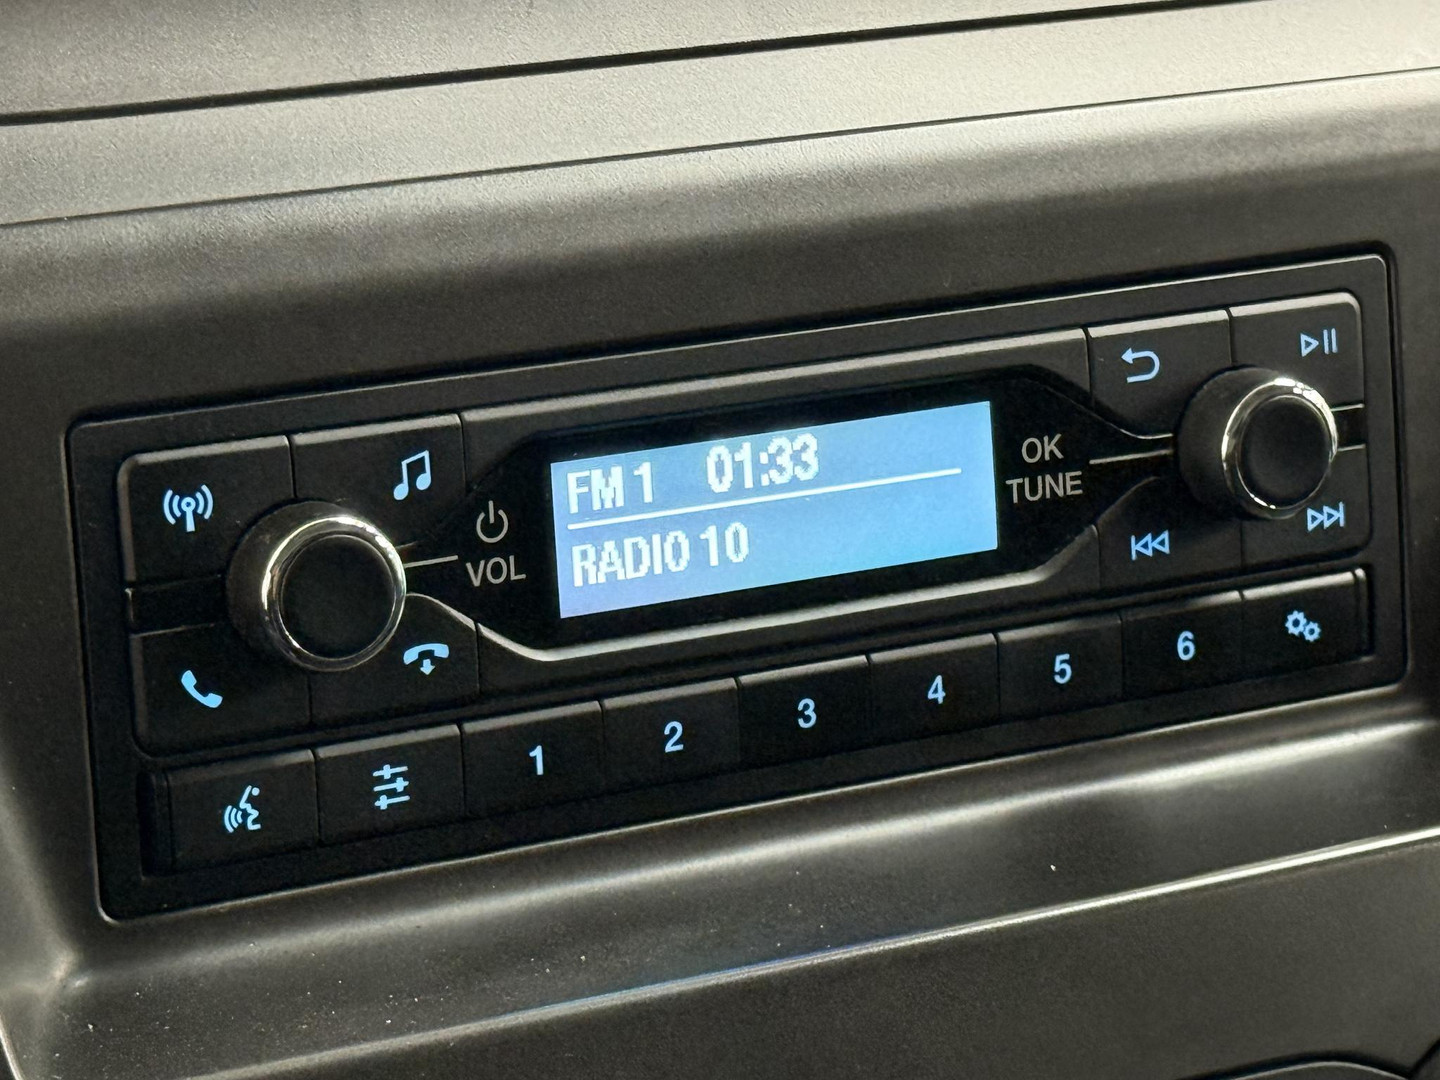 FM 1 01:33
RADIO 10
VOL
OK
TUNE
1 2 3 4 5 6